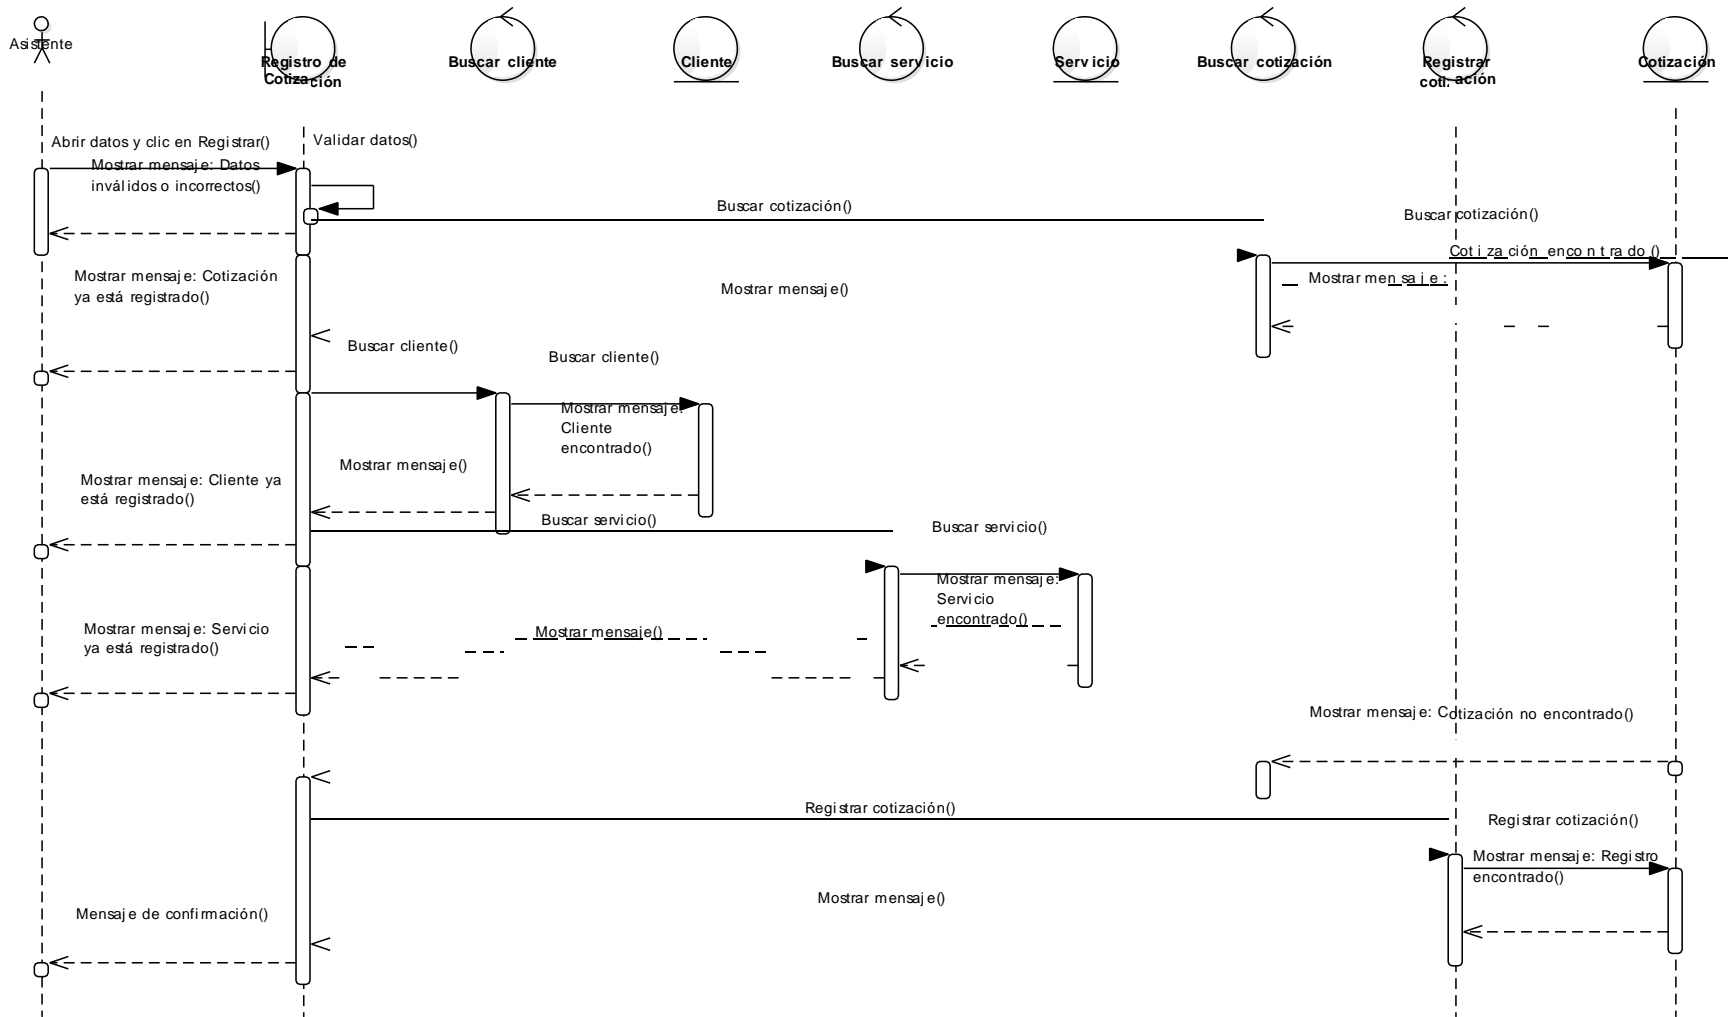 Asistente
Registro de
Cotización
Buscar cliente
Cliente
Buscar servicio
Servicio
Buscar cotización
Registrar
cotización
Cotización
Abrir datos y clic en Registrar()
Validar datos()
Mostrar mensaje: Datos
inválidos o incorrectos()
Buscar cotización()
Buscar cotización()
Cotización encontrado()
Mostrar mensaje:
Mostrar mensaje: Cotización
ya está registrado()
Mostrar mensaje()
Buscar cliente()
Buscar cliente()
Mostrar mensaje:
Cliente
encontrado()
Mostrar mensaje()
Mostrar mensaje: Cliente ya
está registrado()
Buscar servicio()
Buscar servicio()
Mostrar mensaje:
Servicio
encontrado()
Mostrar mensaje: Servicio
ya está registrado()
Mostrar mensaje()
Mostrar mensaje: Cotización no encontrado()
Registrar cotización()
Registrar cotización()
Mostrar mensaje: Registro
encontrado()
Mostrar mensaje()
Mensaje de confirmación()